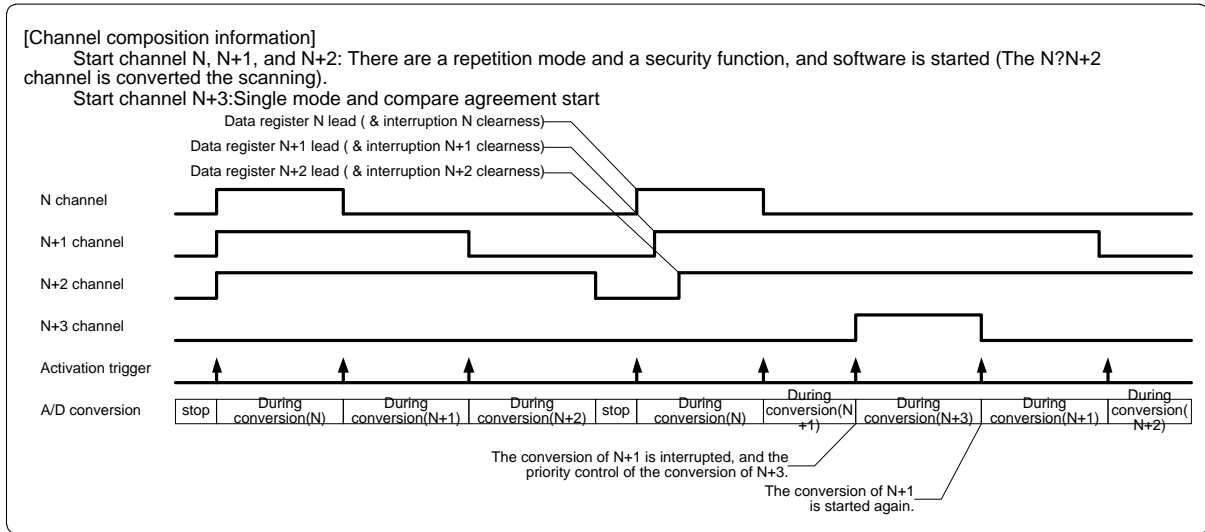 [Channel composition information]
Start channel N, N+1, and N+2: There are a repetition mode and a security function, and software is started (The N?N+2
channel is converted the scanning).
Start channel N+3:Single mode and compare agreement start
Data register N lead ( & interruption N clearness)
Data register N+1 lead ( & interruption N+1 clearness)
Data register N+2 lead ( & interruption N+2 clearness)
N channel
N+1 channel
N+2 channel
N+3 channel
Activation trigger
A/D conversion
stop
During
conversion(N)
During
conversion(N+1)
During
conversion(N+2)
stop
During
conversion(N)
During
conversion(N
+1)
During
conversion(N+3)
During
conversion(N+1)
During
conversion(
N+2)
The conversion of N+1 is interrupted, and the
priority control of the conversion of N+3.
The conversion of N+1
is started again.